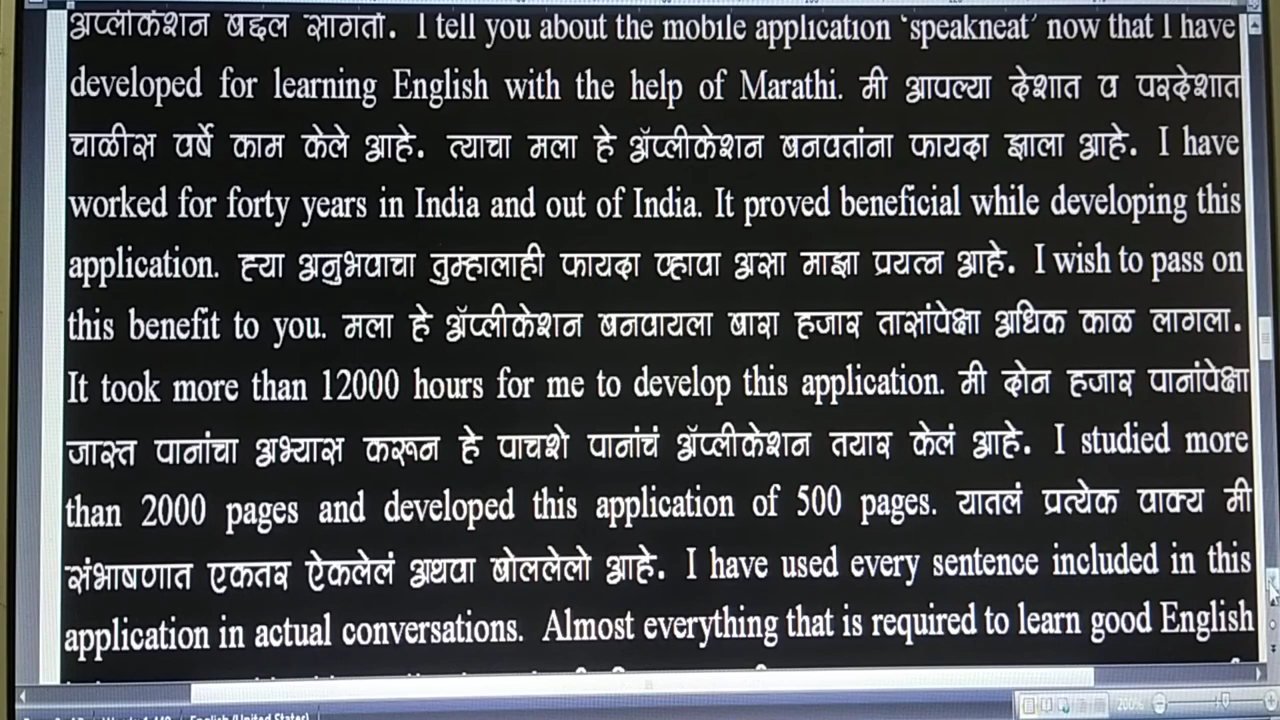 अॅप्लीकेशन बद्दल सांगतो. I tell you about the mobile application ‘speakneat’ now that I have
developed for learning English with the help of Marathi. मी आपल्या देशात व परदेशात
चाळीस वर्षे काम केले आहे. त्याचा मला हे अॅप्लीकेशन बनवतांना फायदा झाला आहे. I have
worked for forty years in India and out of India. It proved beneficial while developing this
application. ह्या अनुभवाचा तुम्हालाही फायदा व्हावा असा माझा प्रयत्न आहे. I wish to pass on
this benefit to you. मला हे अॅप्लीकेशन बनवायला बारा हजार तासांपेक्षा अधिक काळ लागला.
It took more than 12000 hours for me to develop this application. मी दोन हजार पानांपेक्षा
जास्त पानांचा अभ्यास करून हे पाचशे पानांचं अॅप्लीकेशन तयार केलं आहे. I studied more
than 2000 pages and developed this application of 500 pages. यातलं प्रत्येक वाक्य मी
संभाषणात एकतर ऐकलेलं अथवा बोललेलो आहे. I have used every sentence included in this
application in actual conversations. Almost everything that is required to learn good English
English (United States)
200%